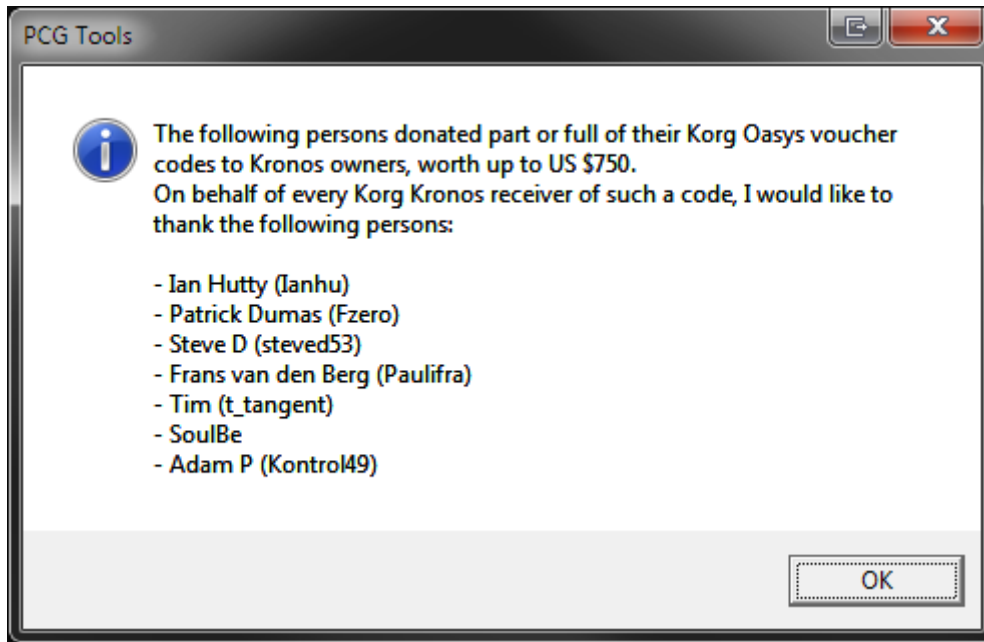 PCG Tools
The following persons donated part or full of their Korg Oasys voucher
codes to Kronos owners, worth up to US $750.
On behalf of every Korg Kronos receiver of such a code, I would like to
thank the following persons:
- Ian Hutty (Ianhu)
- Patrick Dumas (Fzero)
- Steve D (steved53)
- Frans van den Berg (Paulifra)
- Tim (t_tangent)
- SoulBe
- Adam P (Kontrol49)
OK